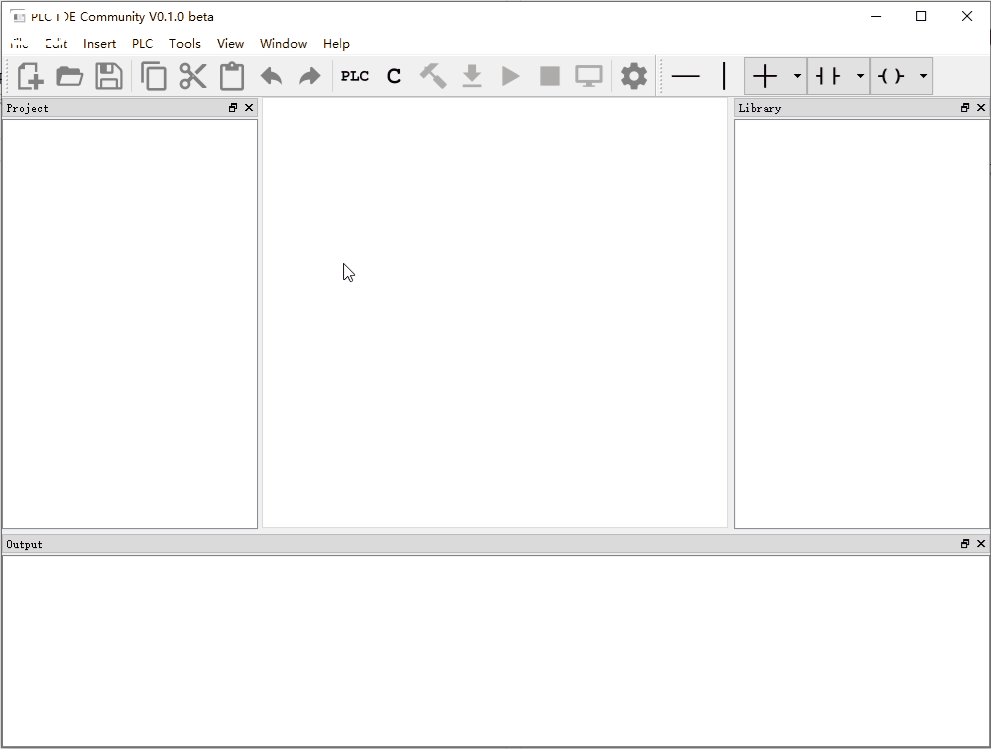 PLC IDE Community V0.1.0 beta
File Edit Insert PLC Tools View Window Help
PLC C
Project
Library
Output